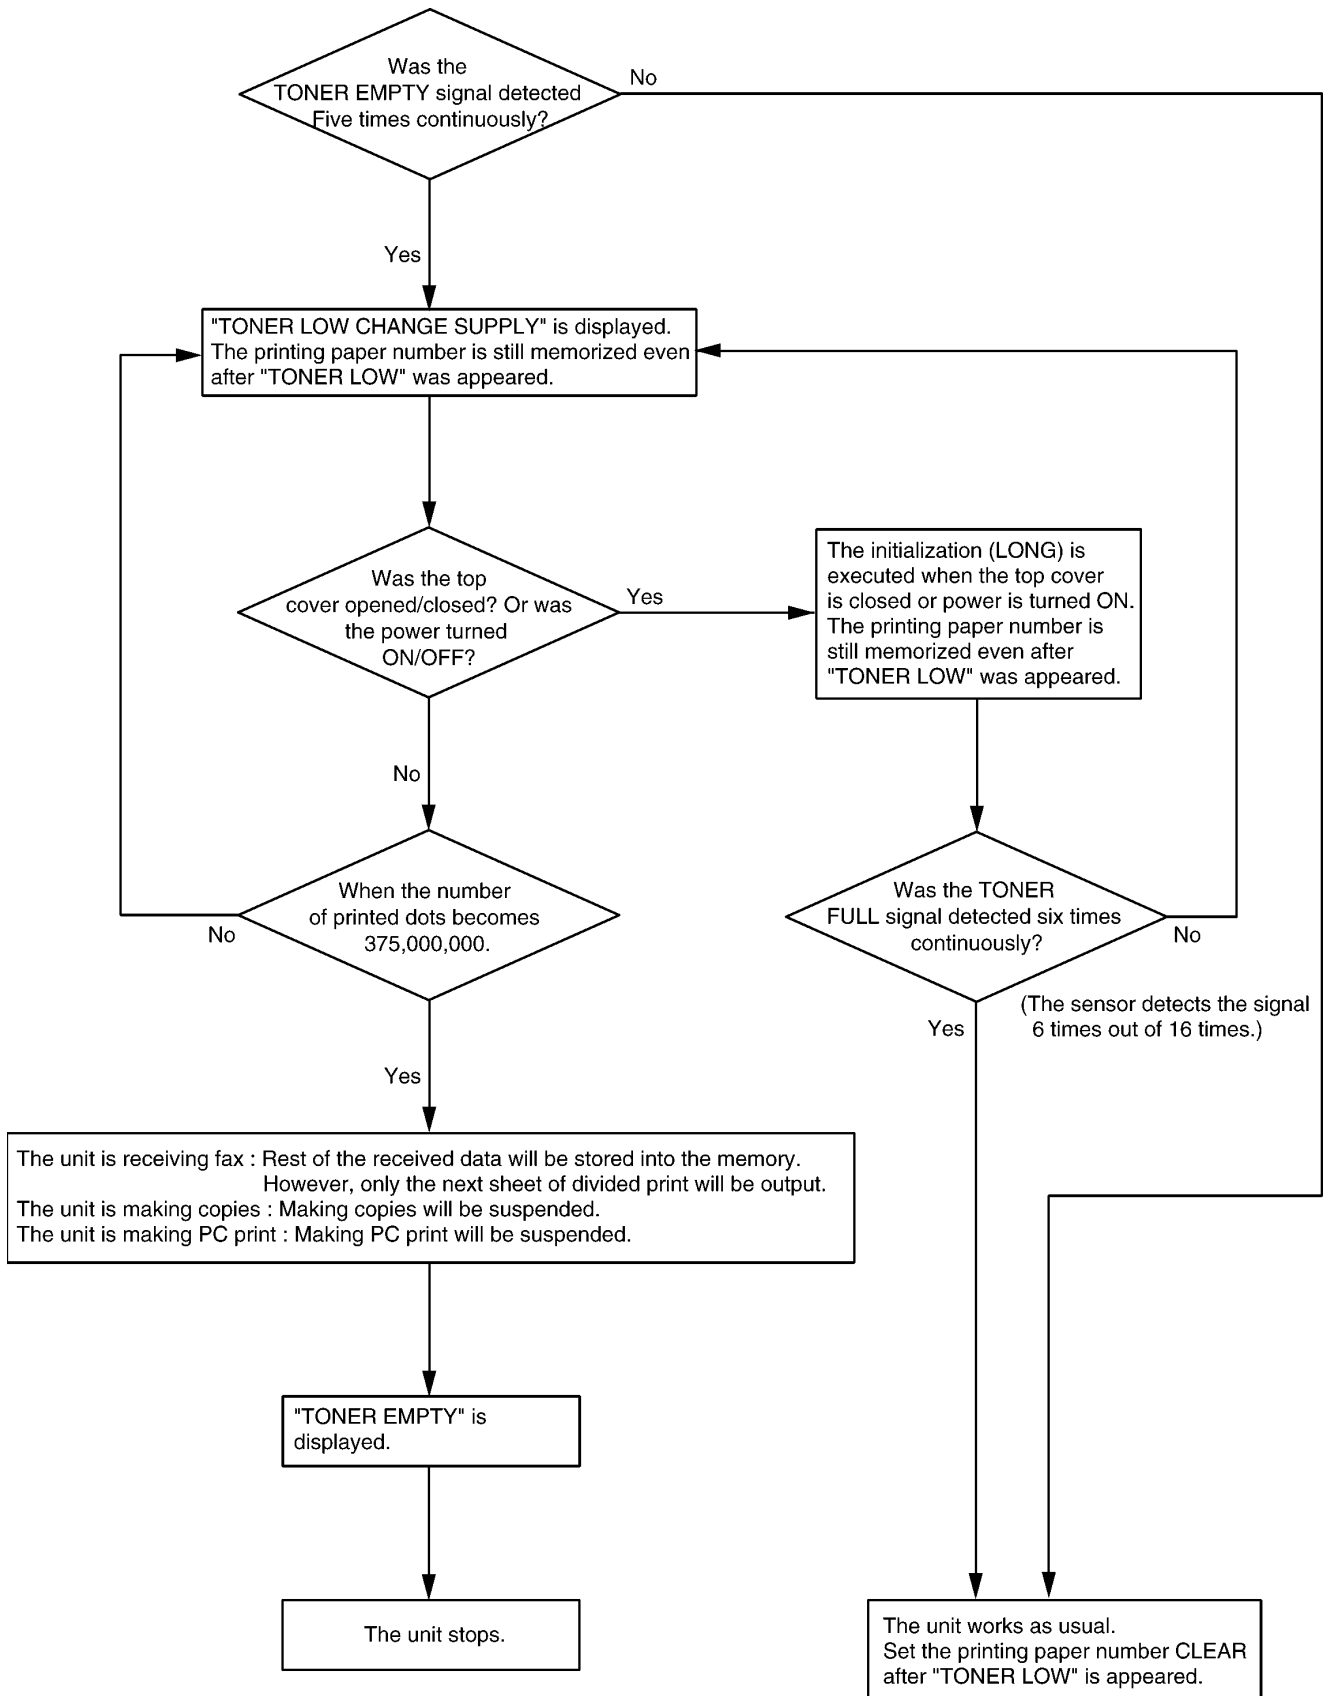 Was the
TONER EMPTY signal detected
Five times continuously?
No
Yes
"TONER LOW CHANGE SUPPLY" is displayed.
The printing paper number is still memorized even
after "TONER LOW" was appeared.
Was the top
cover opened/closed? Or was
the power turned
ON/OFF?
Yes
The initialization (LONG) is
executed when the top cover
is closed or power is turned ON.
The printing paper number is
still memorized even after
"TONER LOW" was appeared.
No
When the number
of printed dots becomes
375,000,000.
No
Was the TONER
FULL signal detected six times
continuously?
No
(The sensor detects the signal
6 times out of 16 times.)
Yes
Yes
The unit is receiving fax : Rest of the received data will be stored into the memory.
However, only the next sheet of divided print will be output.
The unit is making copies : Making copies will be suspended.
The unit is making PC print : Making PC print will be suspended.
"TONER EMPTY" is
displayed.
The unit stops.
The unit works as usual.
Set the printing paper number CLEAR
after "TONER LOW" is appeared.